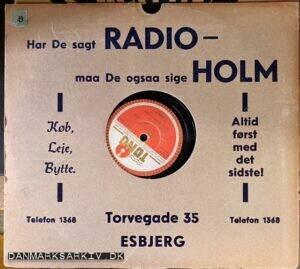 Har De sagt RADIO—
maa De ogsaa sige HOLM
Køb,
Leje,
Bytte.
TONO
Altid
først
med
det
sidste!
Telefon 1368
Torvegade 35
Telefon 1368
ESBJERG
DANMARKSARKIV.DK